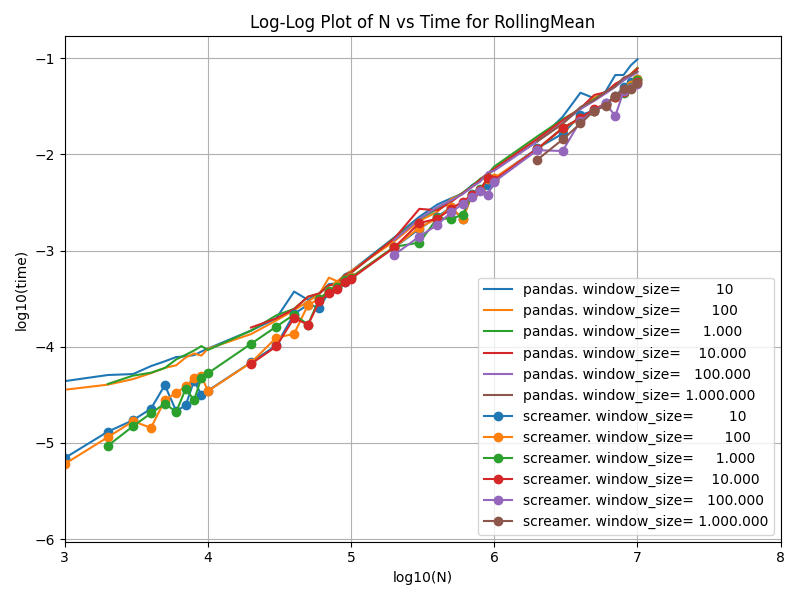 Log-Log Plot of N vs Time for RollingMean
−1
−2
−3
−4
−5
−6
log10(time)
pandas. window_size= 10
pandas. window_size= 100
pandas. window_size= 1.000
pandas. window_size= 10.000
pandas. window_size= 100.000
pandas. window_size= 1.000.000
screamer. window_size= 10
screamer. window_size= 100
screamer. window_size= 1.000
screamer. window_size= 10.000
screamer. window_size= 100.000
screamer. window_size= 1.000.000
3 4 5 6 7 8
log10(N)